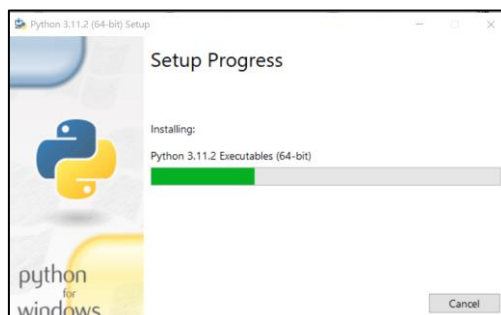 Python 3.11.2 (64-bit) Setup
Setup Progress
Installing:
Python 3.11.2 Executables (64-bit)
python
for
windows
Cancel